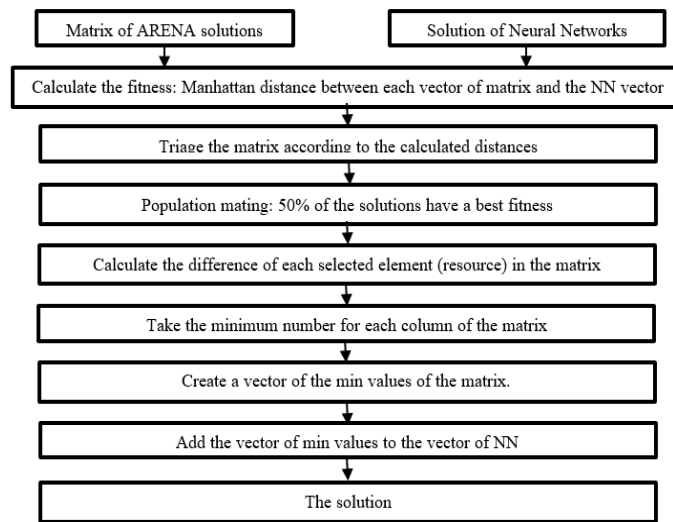 Matrix of ARENA solutions
Solution of Neural Networks
Calculate the fitness: Manhattan distance between each vector of matrix and the NN vector
Triage the matrix according to the calculated distances
Population mating: 50% of the solutions have a best fitness
Calculate the difference of each selected element (resource) in the matrix
Take the minimum number for each column of the matrix
Create a vector of the min values of the matrix.
Add the vector of min values to the vector of NN
The solution